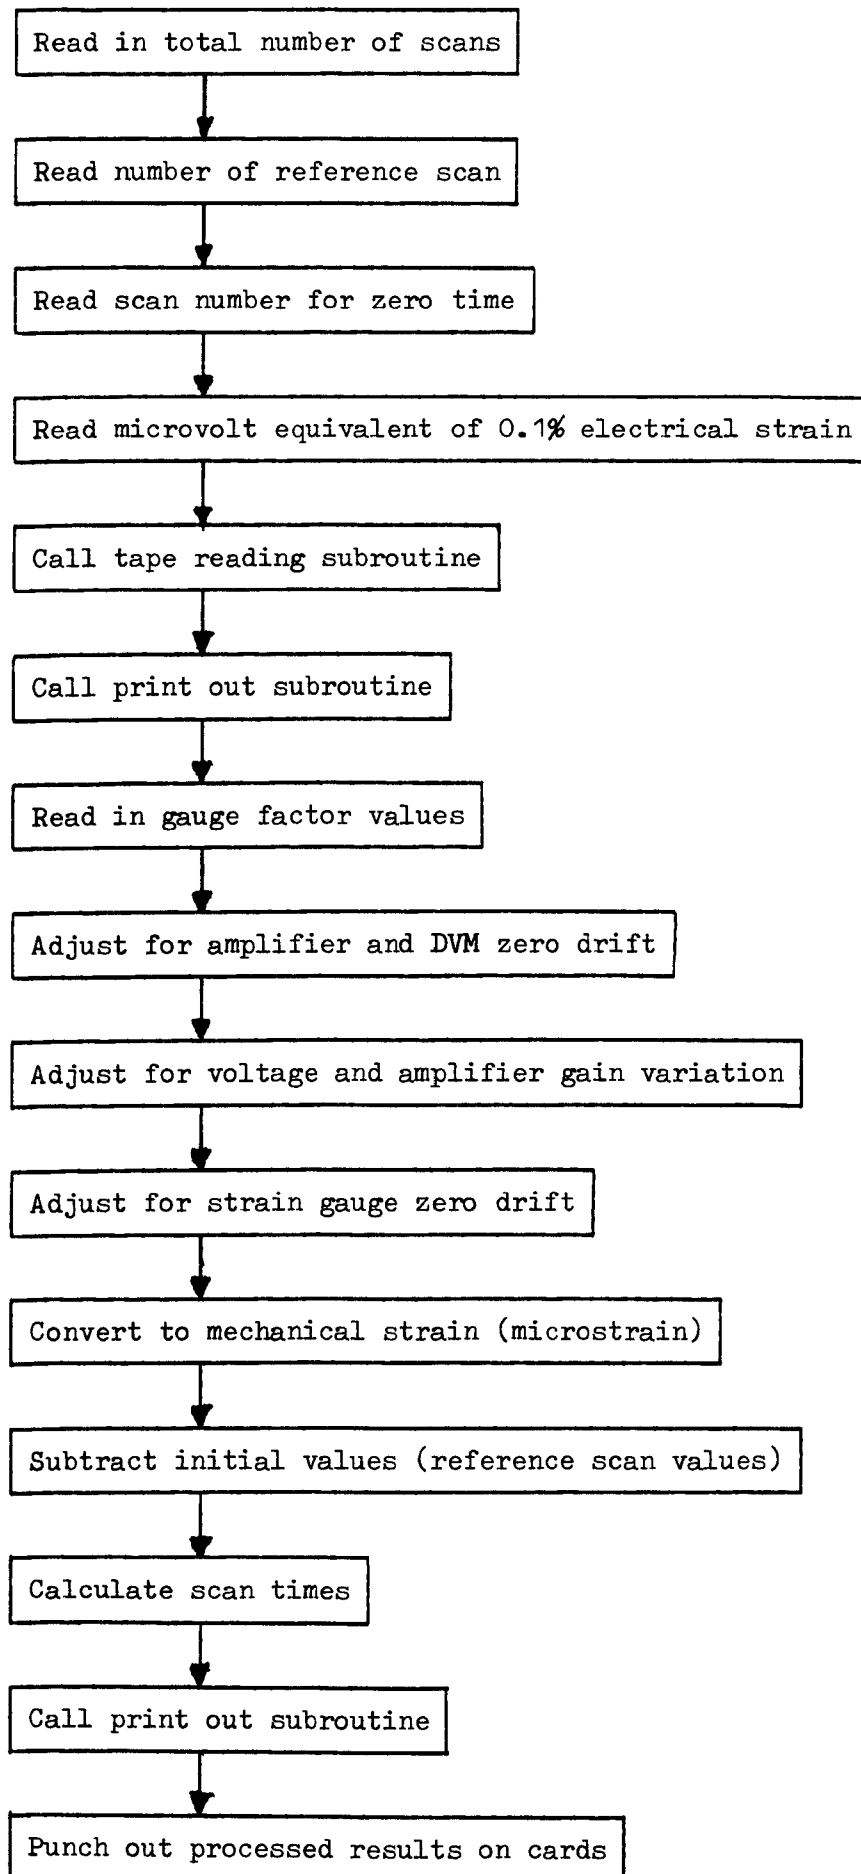 Read in total number of scans
Read number of reference scan
Read scan number for zero time
Read microvolt equivalent of 0.1% electrical strain
Call tape reading subroutine
Call print out subroutine
Read in gauge factor values
Adjust for amplifier and DVM zero drift
Adjust for voltage and amplifier gain variation
Adjust for strain gauge zero drift
Convert to mechanical strain (microstrain)
Subtract initial values (reference scan values)
Calculate scan times
Call print out subroutine
Punch out processed results on cards